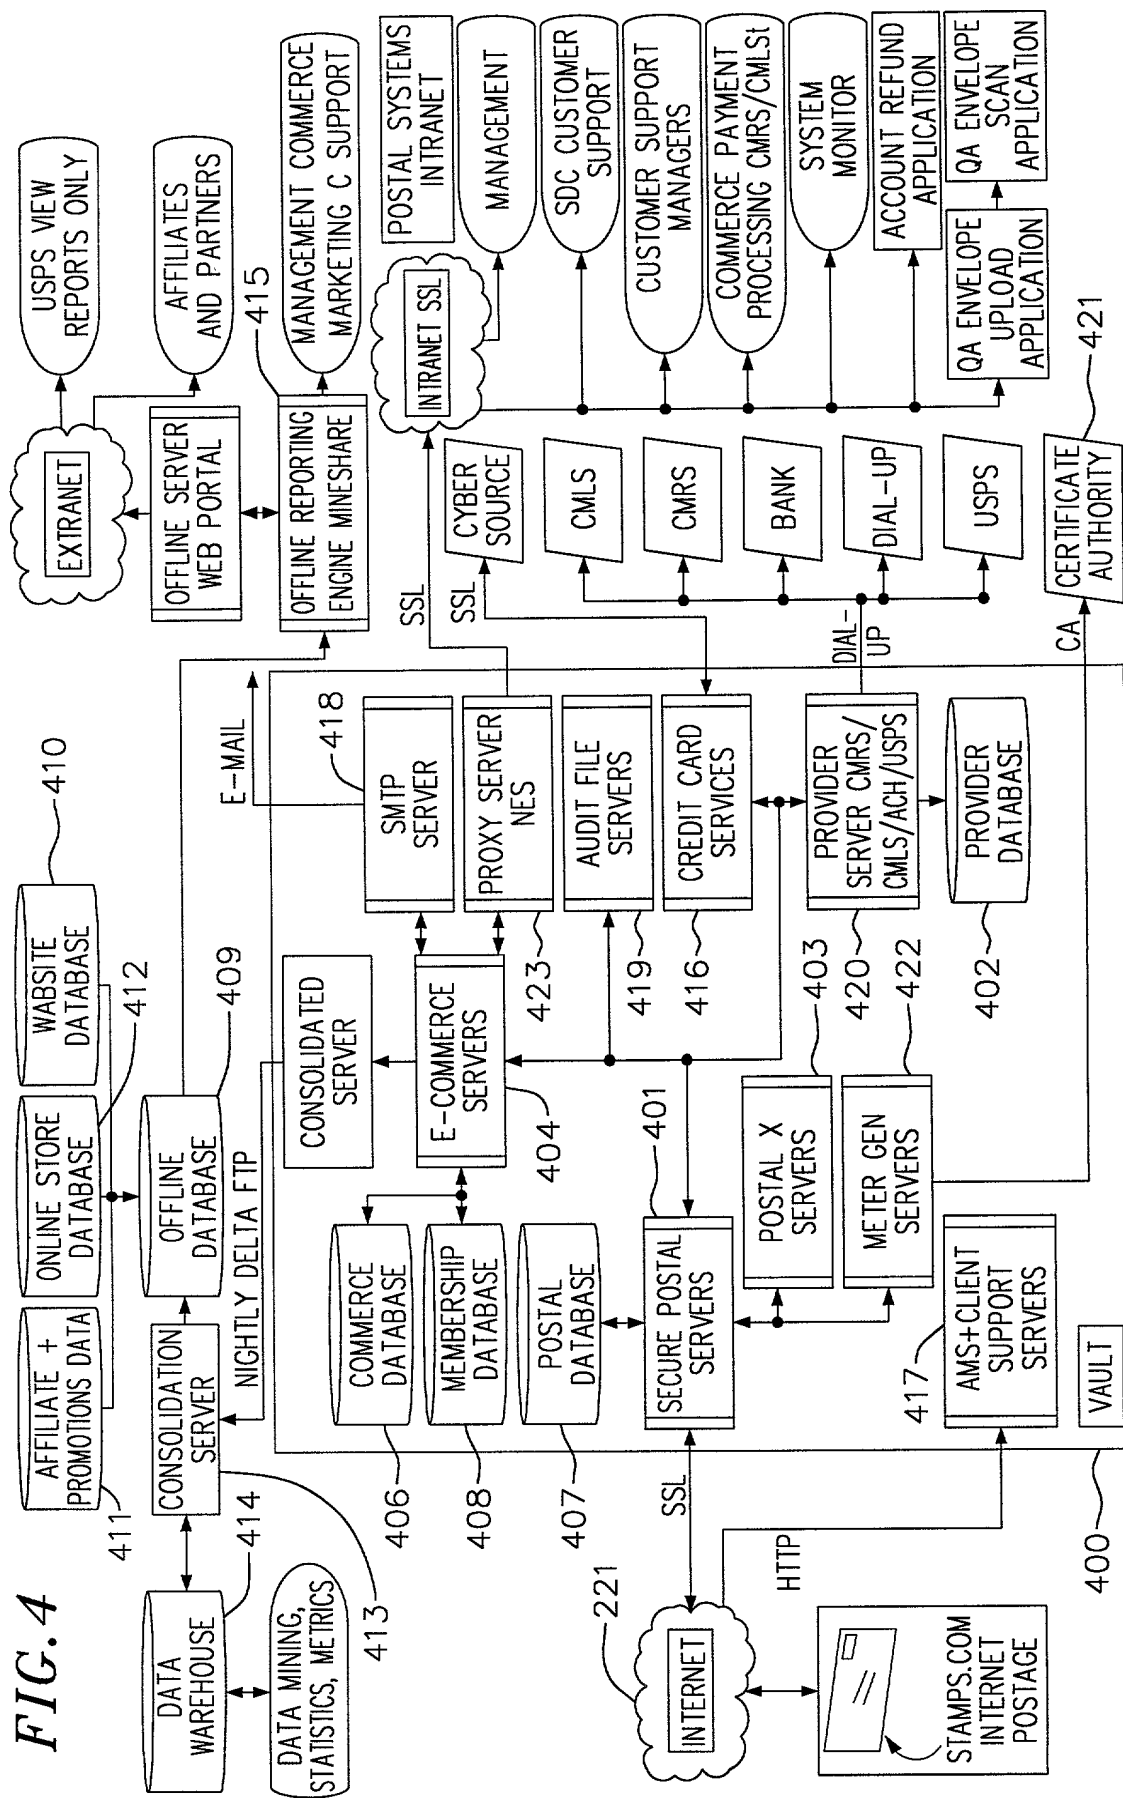 FIG.4
AFFILIATE +
PROMOTIONS DATA
411
ONLINE STORE
DATABASE
412
WABSITE
DATABASE
410
DATA
WAREHOUSE
414
CONSOLIDATION
SERVER
413
OFFLINE
DATABASE
409
DATA MINING,
STATISTICS, METRICS
NIGHTLY DELTA FTP
E-MAIL
EXTRANET
USPS VIEW
REPORTS ONLY
OFFLINE SERVER
WEB PORTAL
AFFILIATES
AND PARTNERS
OFFLINE REPORTING
ENGINE MINESHARE
415
MANAGEMENT COMMERCE
MARKETING C SUPPORT
CONSOLIDATED
SERVER
COMMERCE
DATABASE
406
MEMBERSHIP
DATABASE
408
POSTAL
DATABASE
407
E-COMMERCE
SERVERS
404
SMTP
SERVER
418
PROXY SERVER
NES
423
AUDIT FILE
SERVERS
419
CREDIT CARD
SERVICES
416
SSL
SSL
INTRANET SSL
POSTAL SYSTEMS
INTRANET
MANAGEMENT
SDC CUSTOMER
SUPPORT
CUSTOMER SUPPORT
MANAGERS
COMMERCE PAYMENT
PROCESSING CMRS/CMLSt
SYSTEM
MONITOR
ACCOUNT REFUND
APPLICATION
QA ENVELOPE
UPLOAD
APPLICATION
QA ENVELOPE
SCAN
APPLICATION
CYBER
SOURCE
CMLS
CMRS
BANK
DIAL-UP
USPS
CERTIFICATE
AUTHORITY
421
DIAL-
UP
CA
INTERNET
221
SSL
HTTP
STAMPS.COM
INTERNET
POSTAGE
SECURE POSTAL
SERVERS
401
POSTAL X
SERVERS
403
METER GEN
SERVERS
422
PROVIDER
SERVER CMRS/
CMLS/ACH/USPS
420
PROVIDER
DATABASE
402
AMS+CLIENT
SUPPORT
SERVERS
417
VAULT
400